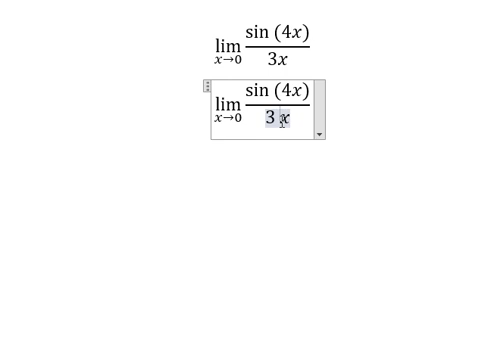 lim x→0 sin (4x) / 3x
lim x→0 sin (4x) / 3 x